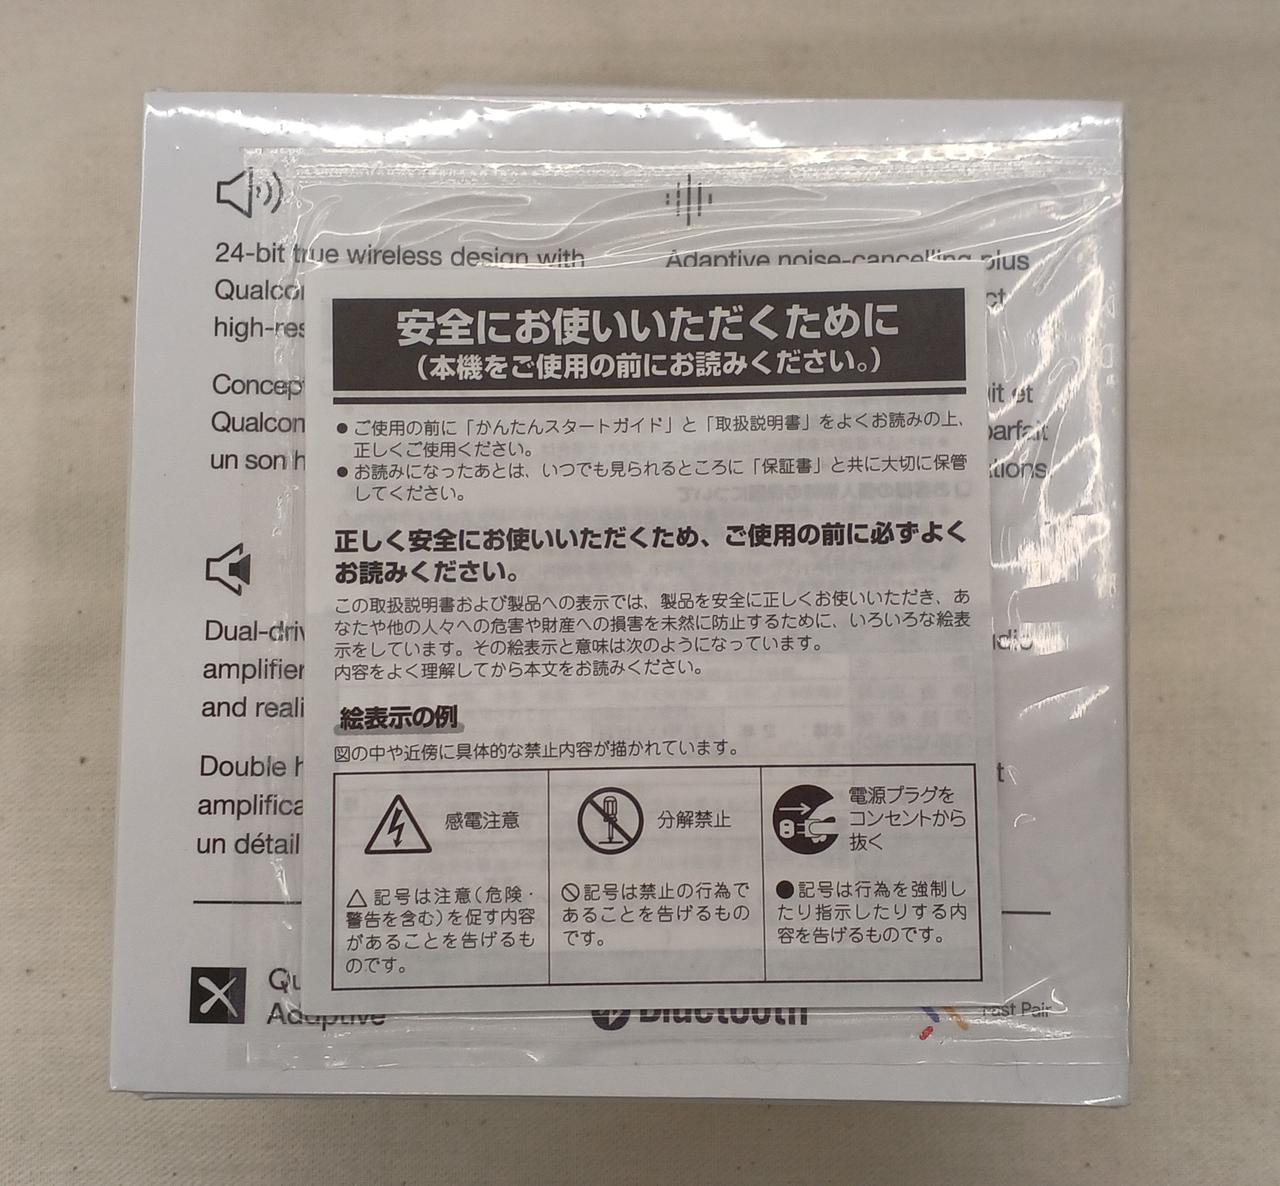 24-bit true wireless design with
Adaptive noise-cancelling plus
high-res
un son h
amplifier
and reali
Double h
un détail
安全にお使いいただくために
(本機をご使用の前にお読みください。)
● ご使用の前に「かんたんスタートガイド」と「取扱説明書」をよくお読みの上、
正しくご使用ください。
● お読みになったあとは、いつでも見られるところに「保証書」と共に大切に保管
してください。
正しく安全にお使いいただくため、ご使用の前に必ずよく
お読みください。
この取扱説明書および製品への表示では、製品を安全に正しくお使いいただき、あ
なたや他の人々への危害や財産への損害を未然に防止するために、いろいろな絵表
示をしています。その絵表示と意味は次のようになっています。
内容をよく理解してから本文をお読みください。
絵表示の例
図の中や近傍に具体的な禁止内容が描かれています。
感電注意
△記号は注意(危険・
警告を含む)を促す内容
があることを告げるも
のです。
分解禁止
記号は禁止の行為で
あることを告げるもの
です。
電源プラグを
コンセントから
抜く
●記号は行為を強制し
たり指示したりする内
容を告げるものです。
Adaptive
Bluetooth
Fast Pair